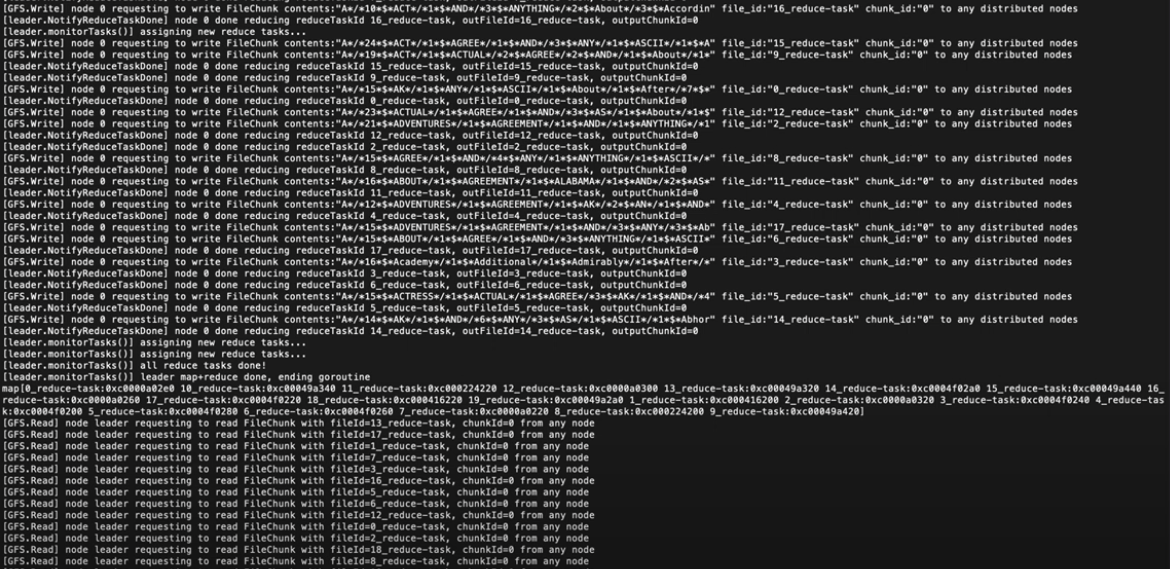 [GFS.Write] node 0 requesting to write FileChunk contents:"A*/*10*$*ACT*/*1*$*AND*/*3*$*ANYTHING*/*2*$*About*/*3*$*Accordin" file_id:"16_reduce-task" chunk_id:"0" to any distributed nodes
[leader.NotifyReduceTaskDone] node 0 done reducing reduceTaskId 16_reduce-task, outFileId=16_reduce-task, outputChunkId=0
[leader.monitorTasks()] assigning new reduce tasks...
[GFS.Write] node 0 requesting to write FileChunk contents:"A*/*24*$*ACT*/*1*$*AGREE*/*1*$*AND*/*3*$*ANY*/*1*$*ASCII*/*1*$*A" file_id:"15_reduce-task" chunk_id:"0" to any distributed nodes
[GFS.Write] node 0 requesting to write FileChunk contents:"A*/*19*$*ACT*/*1*$*ACTUAL*/*2*$*AGREE*/*2*$*AND*/*1*$*About*/*1*" file_id:"9_reduce-task" chunk_id:"0" to any distributed nodes
[leader.NotifyReduceTaskDone] node 0 done reducing reduceTaskId 15_reduce-task, outFileId=15_reduce-task, outputChunkId=0
[leader.NotifyReduceTaskDone] node 0 done reducing reduceTaskId 9_reduce-task, outFileId=9_reduce-task, outputChunkId=0
[GFS.Write] node 0 requesting to write FileChunk contents:"A*/*15*$*AK*/*1*$*ANY*/*1*$*ASCII*/*1*$*About*/*1*$*After*/*7*$*" file_id:"0_reduce-task" chunk_id:"0" to any distributed nodes
[leader.NotifyReduceTaskDone] node 0 done reducing reduceTaskId 0_reduce-task, outFileId=0_reduce-task, outputChunkId=0
[GFS.Write] node 0 requesting to write FileChunk contents:"A*/*23*$*ACTUAL*/*1*$*AGREE*/*1*$*AND*/*3*$*AS*/*1*$*About*/*1*$" file_id:"12_reduce-task" chunk_id:"0" to any distributed nodes
[GFS.Write] node 0 requesting to write FileChunk contents:"A*/*21*$*ADVENTURES*/*1*$*AGREEMENT*/*1*$*AND*/*1*$*ANYTHING*/*1" file_id:"2_reduce-task" chunk_id:"0" to any distributed nodes
[leader.NotifyReduceTaskDone] node 0 done reducing reduceTaskId 12_reduce-task, outFileId=12_reduce-task, outputChunkId=0
[leader.NotifyReduceTaskDone] node 0 done reducing reduceTaskId 2_reduce-task, outFileId=2_reduce-task, outputChunkId=0
[GFS.Write] node 0 requesting to write FileChunk contents:"A*/*15*$*AGREE*/*1*$*AND*/*4*$*ANY*/*1*$*ANYTHING*/*1*$*ASCII*/*" file_id:"8_reduce-task" chunk_id:"0" to any distributed nodes
[leader.NotifyReduceTaskDone] node 0 done reducing reduceTaskId 8_reduce-task, outFileId=8_reduce-task, outputChunkId=0
[GFS.Write] node 0 requesting to write FileChunk contents:"A*/*16*$*ABOUT*/*1*$*AGREEMENT*/*1*$*ALABAMA*/*1*$*AND*/*2*$*AS*" file_id:"11_reduce-task" chunk_id:"0" to any distributed nodes
[leader.NotifyReduceTaskDone] node 0 done reducing reduceTaskId 11_reduce-task, outFileId=11_reduce-task, outputChunkId=0
[GFS.Write] node 0 requesting to write FileChunk contents:"A*/*12*$*ADVENTURES*/*1*$*AGREEMENT*/*1*$*AK*/*2*$*AN*/*1*$*AND*" file_id:"4_reduce-task" chunk_id:"0" to any distributed nodes
[leader.NotifyReduceTaskDone] node 0 done reducing reduceTaskId 4_reduce-task, outFileId=4_reduce-task, outputChunkId=0
[GFS.Write] node 0 requesting to write FileChunk contents:"A*/*15*$*ADVENTURES*/*1*$*AGREEMENT*/*1*$*AND*/*3*$*ANY*/*3*$*Ab" file_id:"17_reduce-task" chunk_id:"0" to any distributed nodes
[GFS.Write] node 0 requesting to write FileChunk contents:"A*/*15*$*ABOUT*/*1*$*AGREE*/*1*$*AND*/*3*$*ANYTHING*/*1*$*ASCII*" file_id:"6_reduce-task" chunk_id:"0" to any distributed nodes
[leader.NotifyReduceTaskDone] node 0 done reducing reduceTaskId 17_reduce-task, outFileId=17_reduce-task, outputChunkId=0
[GFS.Write] node 0 requesting to write FileChunk contents:"A*/*16*$*Academy*/*1*$*Additional*/*1*$*Admirably*/*1*$*After*/*" file_id:"3_reduce-task" chunk_id:"0" to any distributed nodes
[leader.NotifyReduceTaskDone] node 0 done reducing reduceTaskId 3_reduce-task, outFileId=3_reduce-task, outputChunkId=0
[leader.NotifyReduceTaskDone] node 0 done reducing reduceTaskId 6_reduce-task, outFileId=6_reduce-task, outputChunkId=0
[GFS.Write] node 0 requesting to write FileChunk contents:"A*/*15*$*ACTRESS*/*1*$*ACTUAL*/*1*$*AGREE*/*3*$*AK*/*1*$*AND*/*4" file_id:"5_reduce-task" chunk_id:"0" to any distributed nodes
[leader.NotifyReduceTaskDone] node 0 done reducing reduceTaskId 5_reduce-task, outFileId=5_reduce-task, outputChunkId=0
[GFS.Write] node 0 requesting to write FileChunk contents:"A*/*14*$*AK*/*1*$*AND*/*6*$*ANY*/*3*$*AS*/*1*$*ASCII*/*1*$*Abhor" file_id:"14_reduce-task" chunk_id:"0" to any distributed nodes
[leader.NotifyReduceTaskDone] node 0 done reducing reduceTaskId 14_reduce-task, outFileId=14_reduce-task, outputChunkId=0
[leader.monitorTasks()] assigning new reduce tasks...
[leader.monitorTasks()] assigning new reduce tasks...
[leader.monitorTasks()] all reduce tasks done!
[leader.monitorTasks()] leader map+reduce done, ending goroutine
map[0_reduce-task:0xc0000a02e0 10_reduce-task:0xc00049a340 11_reduce-task:0xc000224220 12_reduce-task:0xc0000a0300 13_reduce-task:0xc00049a320 14_reduce-task:0xc0004f02a0 15_reduce-task:0xc00049a440 16_
reduce-task:0xc0000a0260 17_reduce-task:0xc0004f0220 18_reduce-task:0xc000416220 19_reduce-task:0xc00049a2a0 1_reduce-task:0xc000416200 2_reduce-task:0xc0000a0320 3_reduce-task:0xc0004f0240 4_reduce-tas
k:0xc0004f0200 5_reduce-task:0xc0004f0280 6_reduce-task:0xc0004f0260 7_reduce-task:0xc0000a0220 8_reduce-task:0xc000224200 9_reduce-task:0xc00049a420]
[GFS.Read] node leader requesting to read FileChunk with fileId=13_reduce-task, chunkId=0 from any node
[GFS.Read] node leader requesting to read FileChunk with fileId=17_reduce-task, chunkId=0 from any node
[GFS.Read] node leader requesting to read FileChunk with fileId=1_reduce-task, chunkId=0 from any node
[GFS.Read] node leader requesting to read FileChunk with fileId=7_reduce-task, chunkId=0 from any node
[GFS.Read] node leader requesting to read FileChunk with fileId=3_reduce-task, chunkId=0 from any node
[GFS.Read] node leader requesting to read FileChunk with fileId=16_reduce-task, chunkId=0 from any node
[GFS.Read] node leader requesting to read FileChunk with fileId=5_reduce-task, chunkId=0 from any node
[GFS.Read] node leader requesting to read FileChunk with fileId=6_reduce-task, chunkId=0 from any node
[GFS.Read] node leader requesting to read FileChunk with fileId=12_reduce-task, chunkId=0 from any node
[GFS.Read] node leader requesting to read FileChunk with fileId=0_reduce-task, chunkId=0 from any node
[GFS.Read] node leader requesting to read FileChunk with fileId=2_reduce-task, chunkId=0 from any node
[GFS.Read] node leader requesting to read FileChunk with fileId=18_reduce-task, chunkId=0 from any node
[GFS.Read] node leader requesting to read FileChunk with fileId=8_reduce-task, chunkId=0 from any node